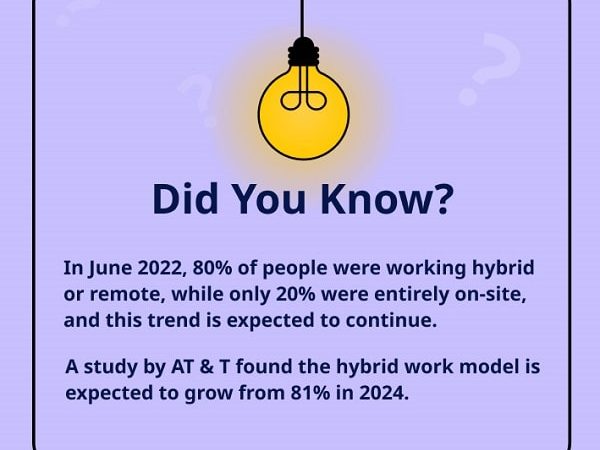 Did You Know?
In June 2022, 80% of people were working hybrid
or remote, while only 20% were entirely on-site,
and this trend is expected to continue.
A study by AT & T found the hybrid work model is
expected to grow from 81% in 2024.